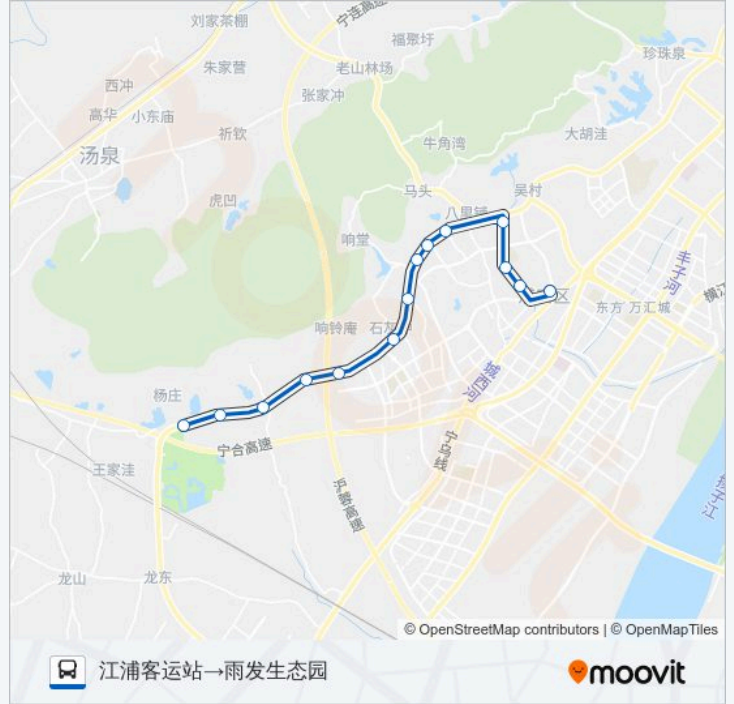 刘家茶棚
宁连高速
福聚圩
珍珠泉
朱家营
老山林场
西冲
张家冲
高华
小东庙
祈钦
牛角湾
大胡洼
汤泉
马头
吴村
虎凹
八里铺
响堂
丰子河
横江
区
东方 万汇城
响铃庵
石灰
城西河
杨庄
宁合高速
宁乌线
王家洼
沪蓉高速
扬子江
龙山
龙东
© OpenStreetMap contributors | © OpenMapTiles
江浦客运站→雨发生态园
moovit